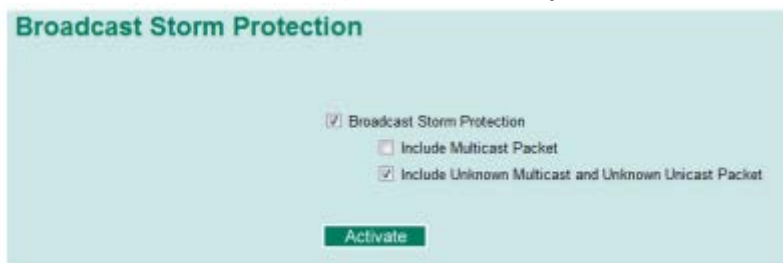 Broadcast Storm Protection
Broadcast Storm Protection
Include Multicast Packet
Include Unknown Multicast and Unknown Unicast Packet
Activate